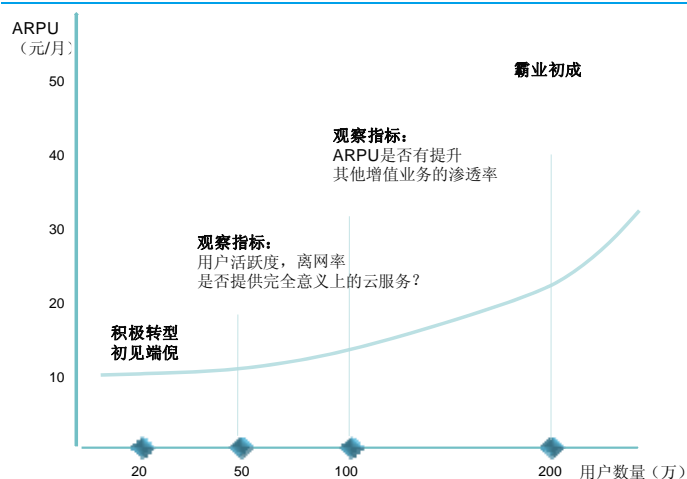 ARPU
（元/月）
50
霸业初成
观察指标：
40
ARPU是否有提升
其他增值业务的渗透率
30
观察指标：
用户活跃度，离网率
是否提供完全意义上的云服务？
20
积极转型
初见端倪
10
20
50
100
200
用户数量（万）